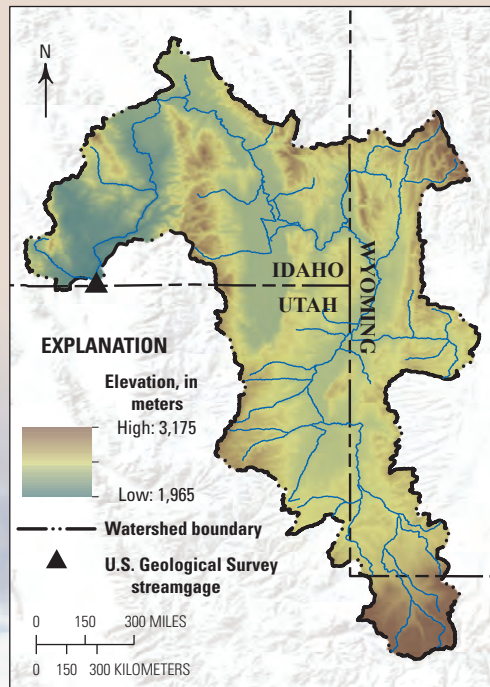 N
IDAHO
UTAH
WYOMING
EXPLANATION
Elevation, in
meters
High: 3,175
Low: 1,965
Watershed boundary
U.S. Geological Survey
streamgage
0 150 300 MILES
0 150 300 KILOMETERS